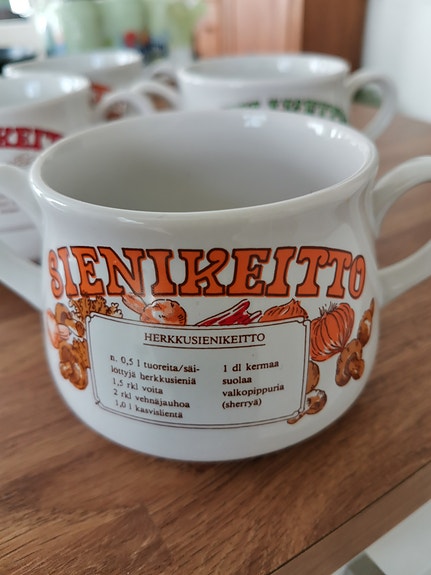 SIENIKEITTO
HERKKUSIENIKEITTO
n. 0,5 l tuoreita/säi-
löttyjä herkkusieniä
1,5 rkl voita
2 rkl vehnäjauhoa
1,0 l kasvislientä
1 dl kermaa
suolaa
valkopippuria
(sherryä)
KEITTO